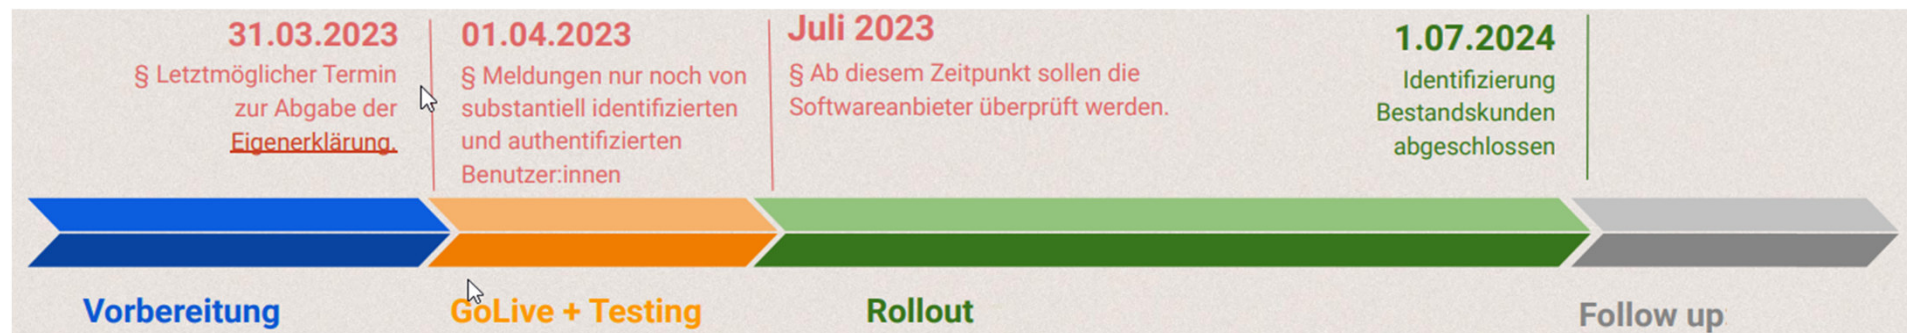 31.03.2023
§ Letztmöglicher Termin
zur Abgabe der
Eigenerklärung.
01.04.2023
§ Meldungen nur noch von
substantiell identifizierten
und authentifizierten
Benutzer:innen
Juli 2023
§ Ab diesem Zeitpunkt sollen die
Softwareanbieter überprüft werden.
1.07.2024
Identifizierung
Bestandskunden
abgeschlossen
Vorbereitung
GoLive + Testing
Rollout
Follow up